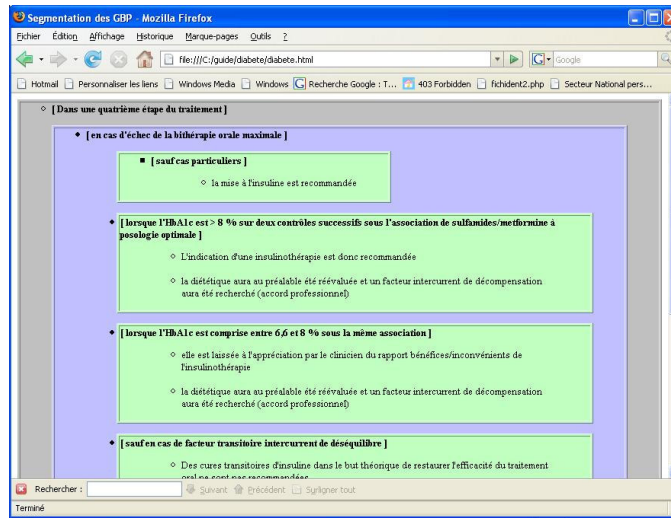 Segmentation des GBP - Mozilla Firefox
Fichier Édition Affichage Historique Marque-pages Outils ?
file:///C:/guide/diabete/diabete.html
Google
Hotmail Personnaliser les liens Windows Media Windows Recherche Google : T... 403 Forbidden fichident2.php Secteur National pers...
[ Dans une quatrième étape du traitement ]
[ en cas d'échec de la bithérapie orale maximale ]
[ sauf cas particuliers ]
la mise à l'insuline est recommandée
[ lorsque l'HbA1c est > 8 % sur deux contrôles successifs sous l'association de sulfamides/metformine à
posologie optimale ]
L'indication d'une insulinothérapie est donc recommandée
la diététique aura au préalable été réévaluée et un facteur intercurrent de décompensation
aura été recherché (accord professionnel)
[ lorsque l'HbA1c est comprise entre 6,6 et 8 % sous la même association ]
elle est laissée à l'appréciation par le clinicien du rapport bénéfices/inconvénients de
l'insulinothérapie
la diététique aura au préalable été réévaluée et un facteur intercurrent de décompensation
aura été recherché (accord professionnel)
[ sauf en cas de facteur transitoire intercurrent de déséquilibre ]
Des cures transitoires d'insuline dans le but théorique de restaurer l'efficacité du traitement
oral ne sont pas recommandées
Rechercher :
Suivant Précédent Surligner tout
Terminé